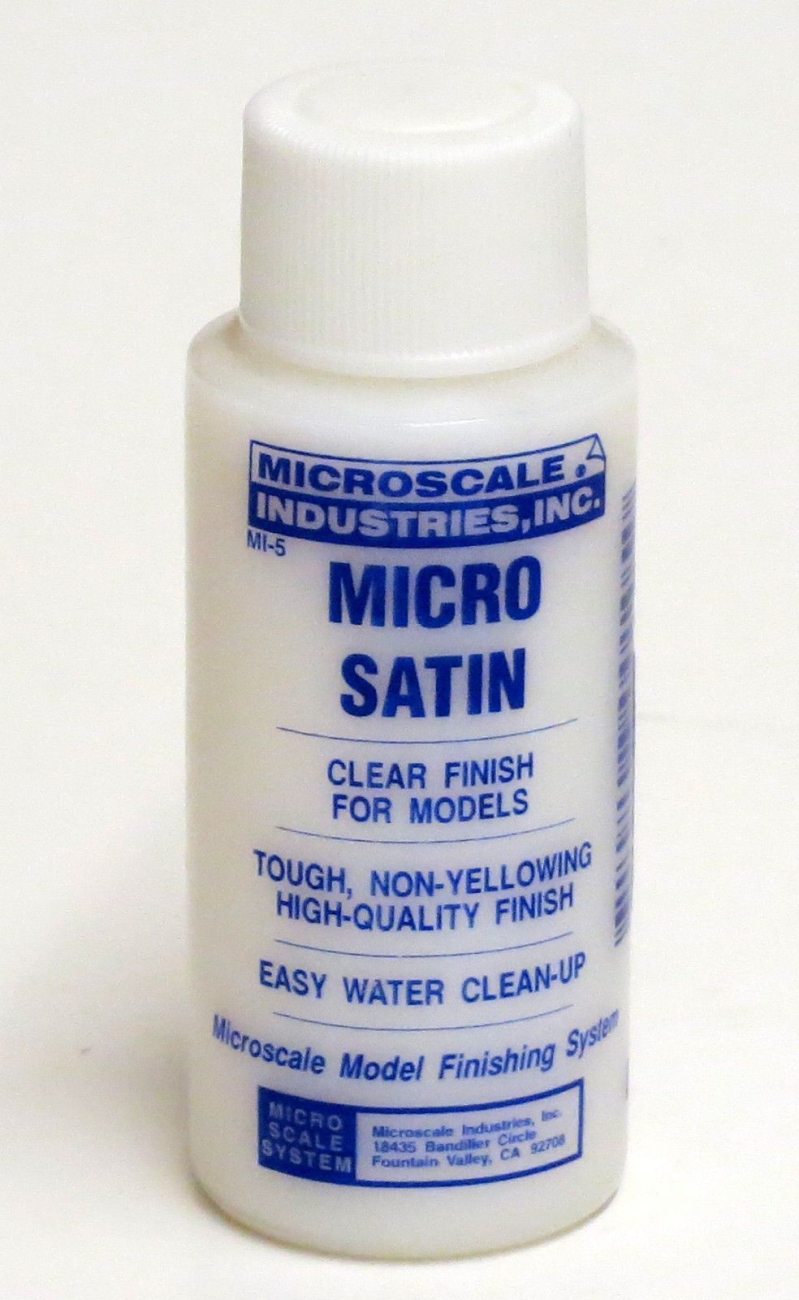 MICROSCALE
INDUSTRIES, INC.
MI-5
MICRO
SATIN
CLEAR FINISH
FOR MODELS
TOUGH, NON-YELLOWING
HIGH-QUALITY FINISH
EASY WATER CLEAN-UP
Microscale Model Finishing System
MICRO
SCALE
SYSTEM
Microscale Industries, Inc.
18435 Bandilier Circle
Fountain Valley, CA 92708